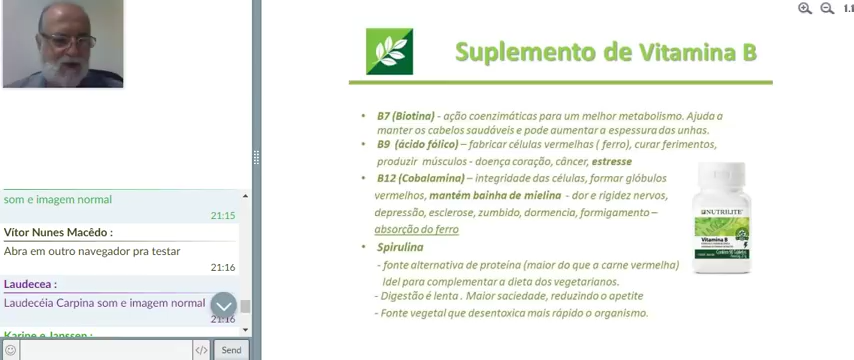 som e imagem normal
21:15
Vítor Nunes Macêdo :
Abra em outro navegador pra testar
21:16
Laudecea :
Laudecéia Carpina som e imagem normal
21:16
Karine e Janssen :
Send
1.1
Suplemento de Vitamina B
• B7 (Biotina) - ação coenzimáticas para um melhor metabolismo. Ajuda a
manter os cabelos saudáveis e pode aumentar a espessura das unhas.
• B9 (ácido fólico) – fabricar células vermelhas ( ferro), curar ferimentos,
produzir músculos - doença coração, câncer, estresse
• B12 (Cobalamina) – integridade das células, formar glóbulos
vermelhos, mantém bainha de mielina - dor e rigidez nervos,
depressão, esclerose, zumbido, dormencia, formigamento –
absorção do ferro
• Spirulina
- fonte alternativa de proteína (maior do que a carne vermelha)
Idel para complementar a dieta dos vegetarianos.
- Digestão é lenta . Maior saciedade, reduzindo o apetite
- Fonte vegetal que desentoxica mais rápido o organismo.
NUTRILITE
Vitamina B